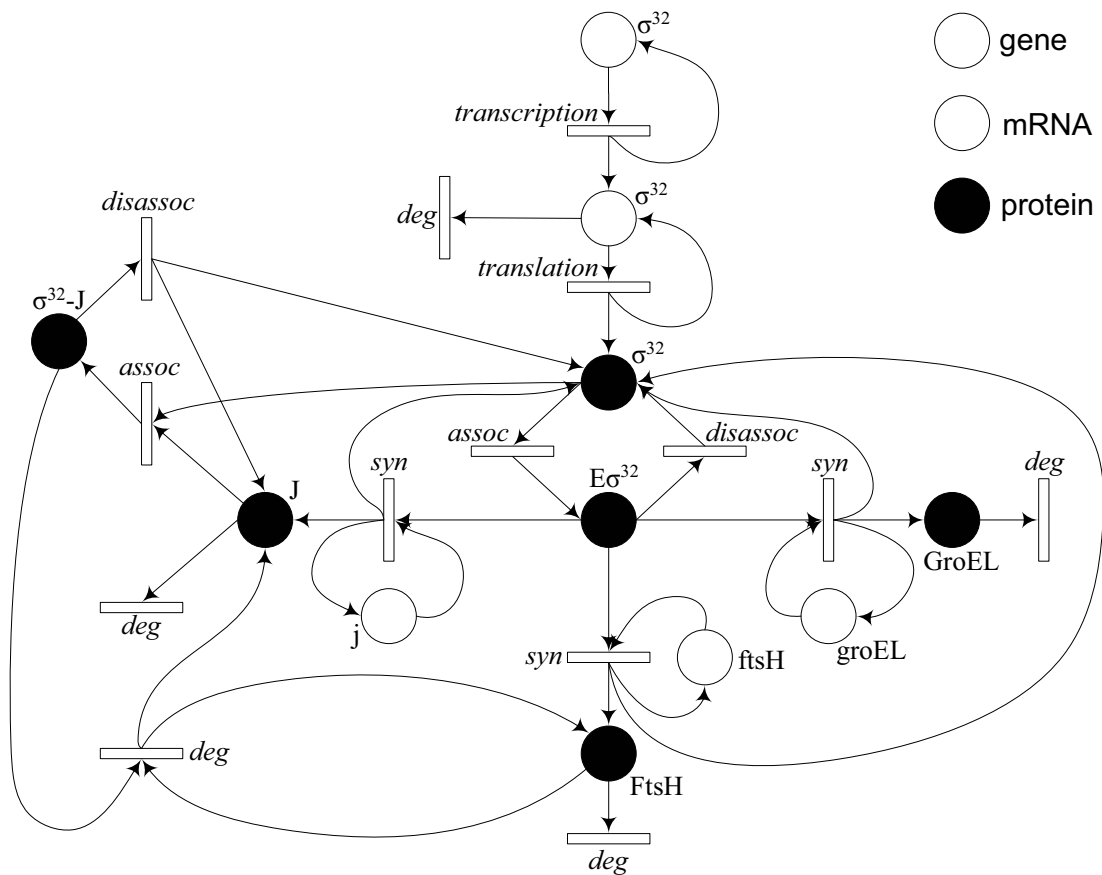 σ³²
gene
transcription
mRNA
σ³²
disassoc
deg
protein
translation
σ³²-J
σ³²
assoc
assoc
disassoc
syn
Eσ³²
syn
deg
J
GroEL
deg
j
syn
ftsH
groEL
deg
FtsH
deg